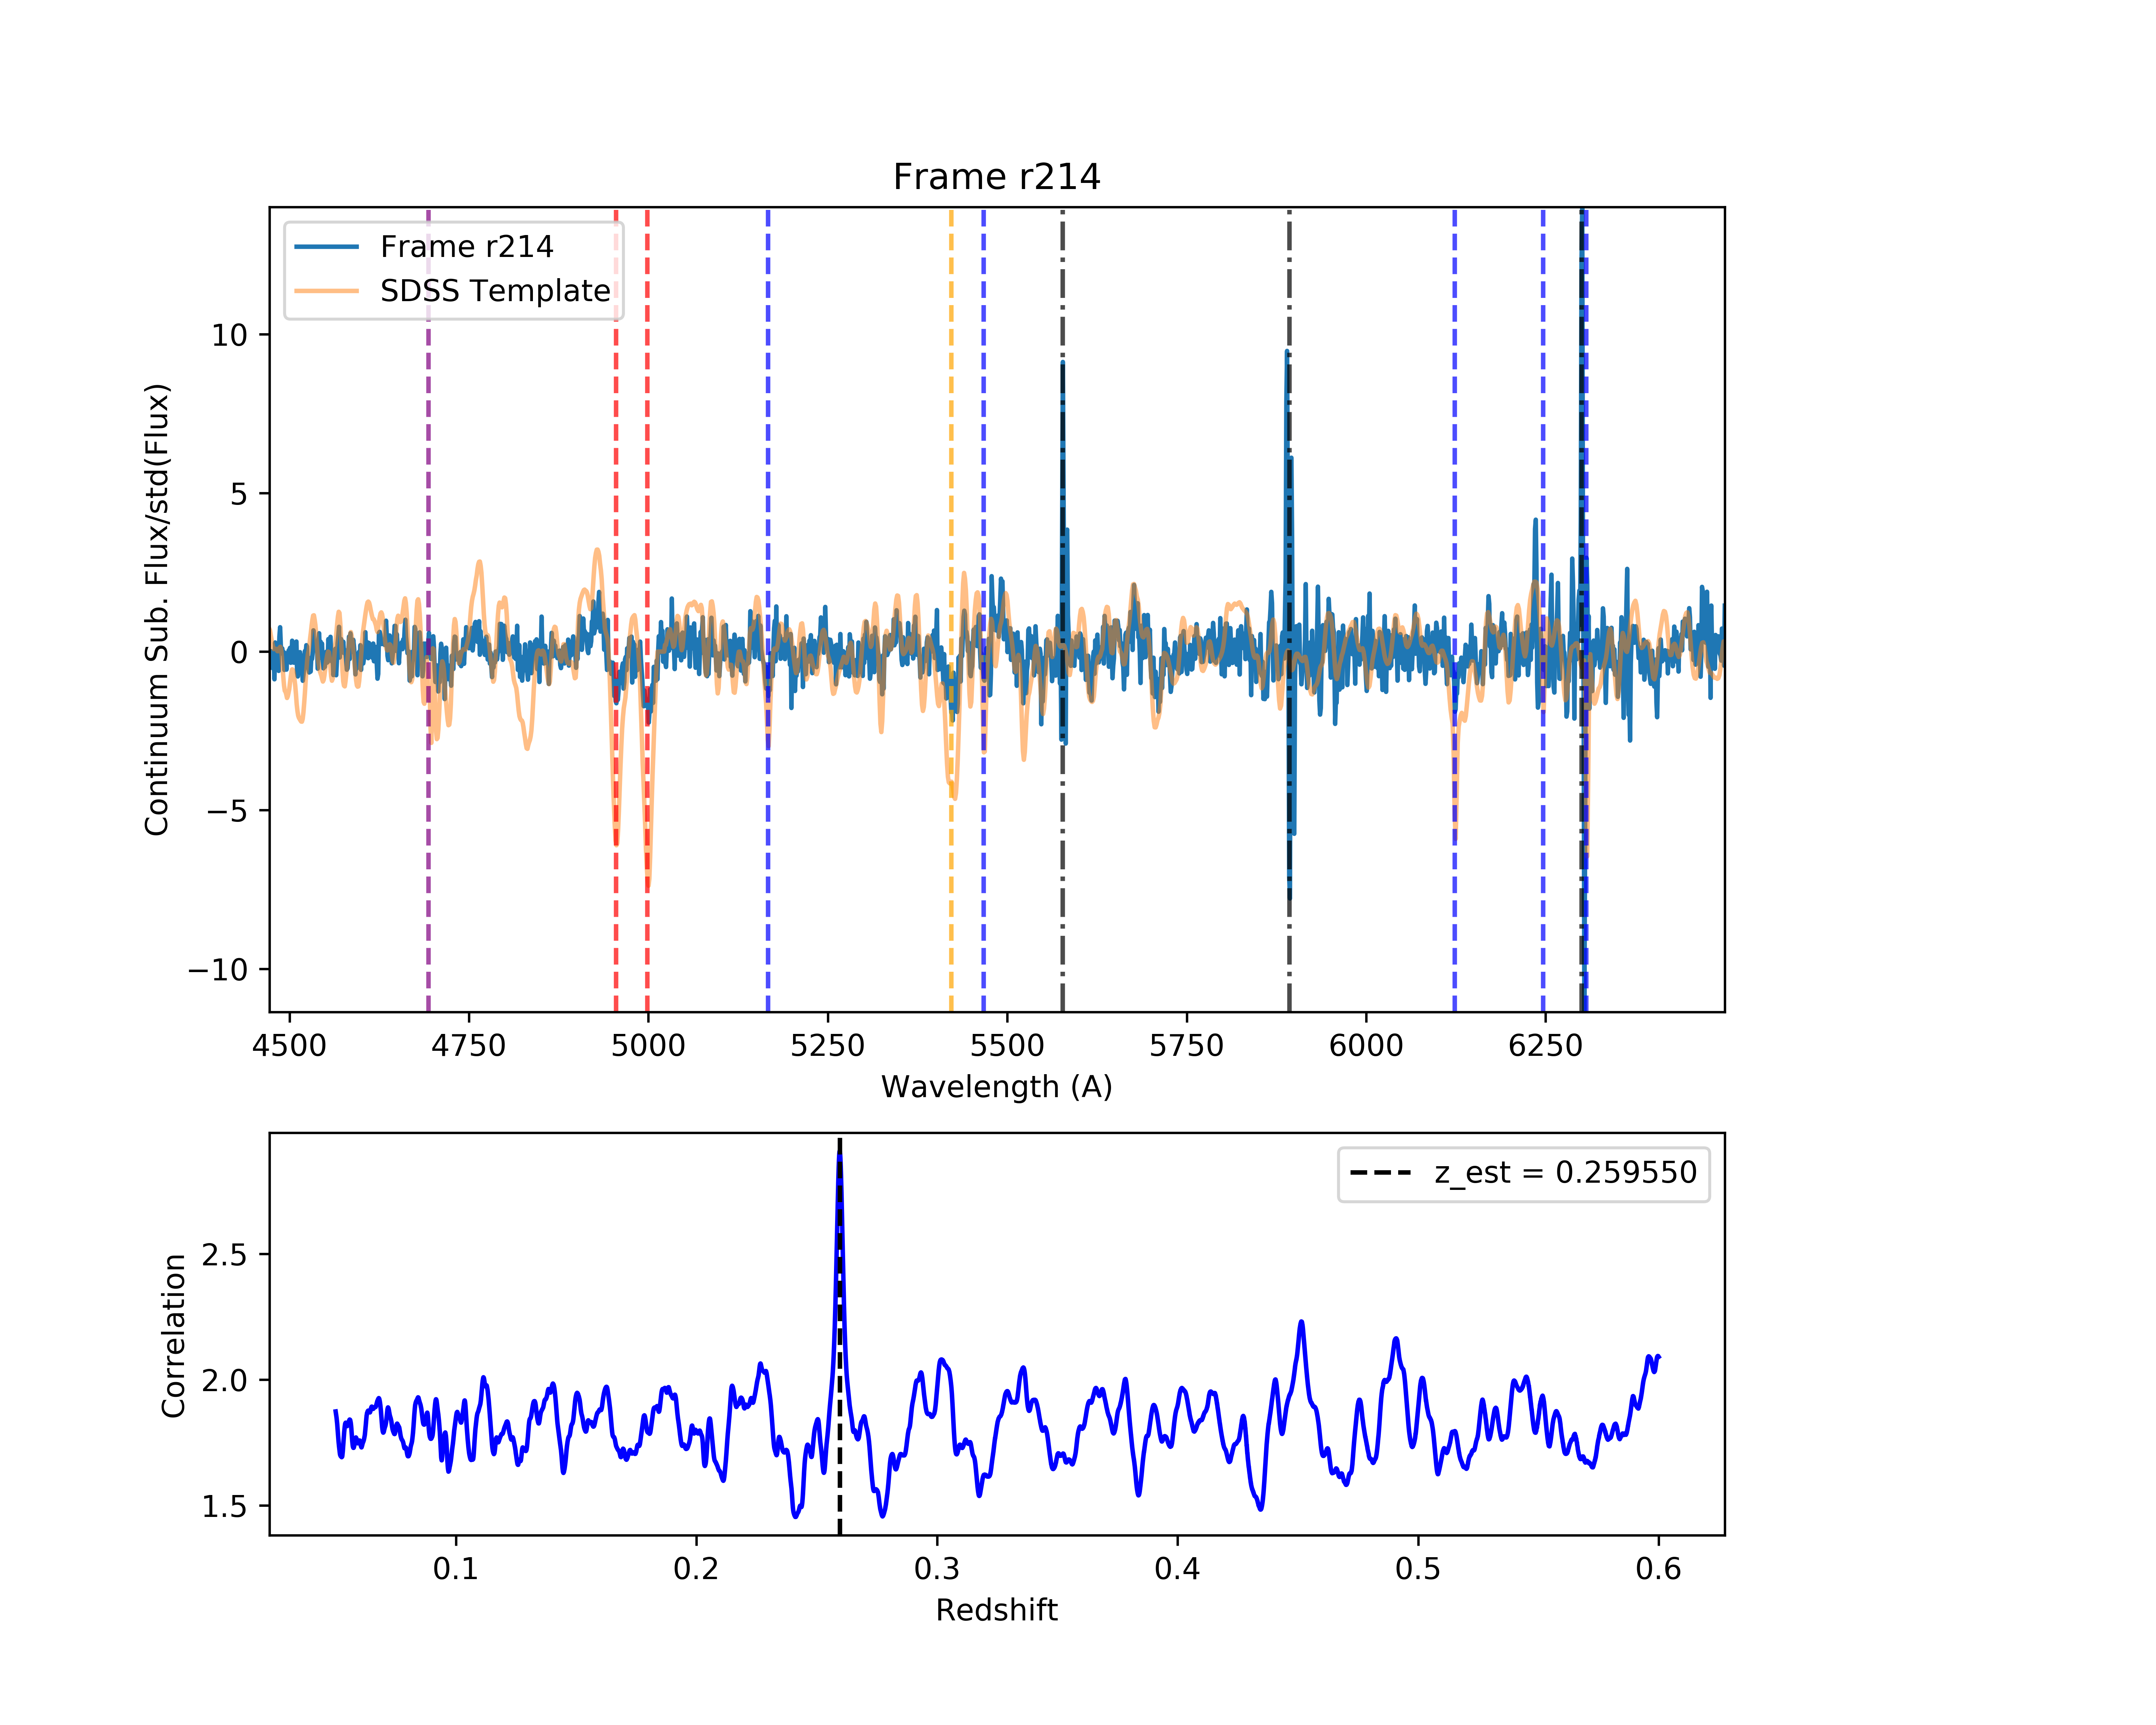 Frame r214
Frame r214
SDSS Template
Continuum Sub. Flux/std(Flux)
10
5
0
−5
−10
4500 4750 5000 5250 5500 5750 6000 6250
Wavelength (A)
z_est = 0.259550
Correlation
2.5
2.0
1.5
0.1 0.2 0.3 0.4 0.5 0.6
Redshift